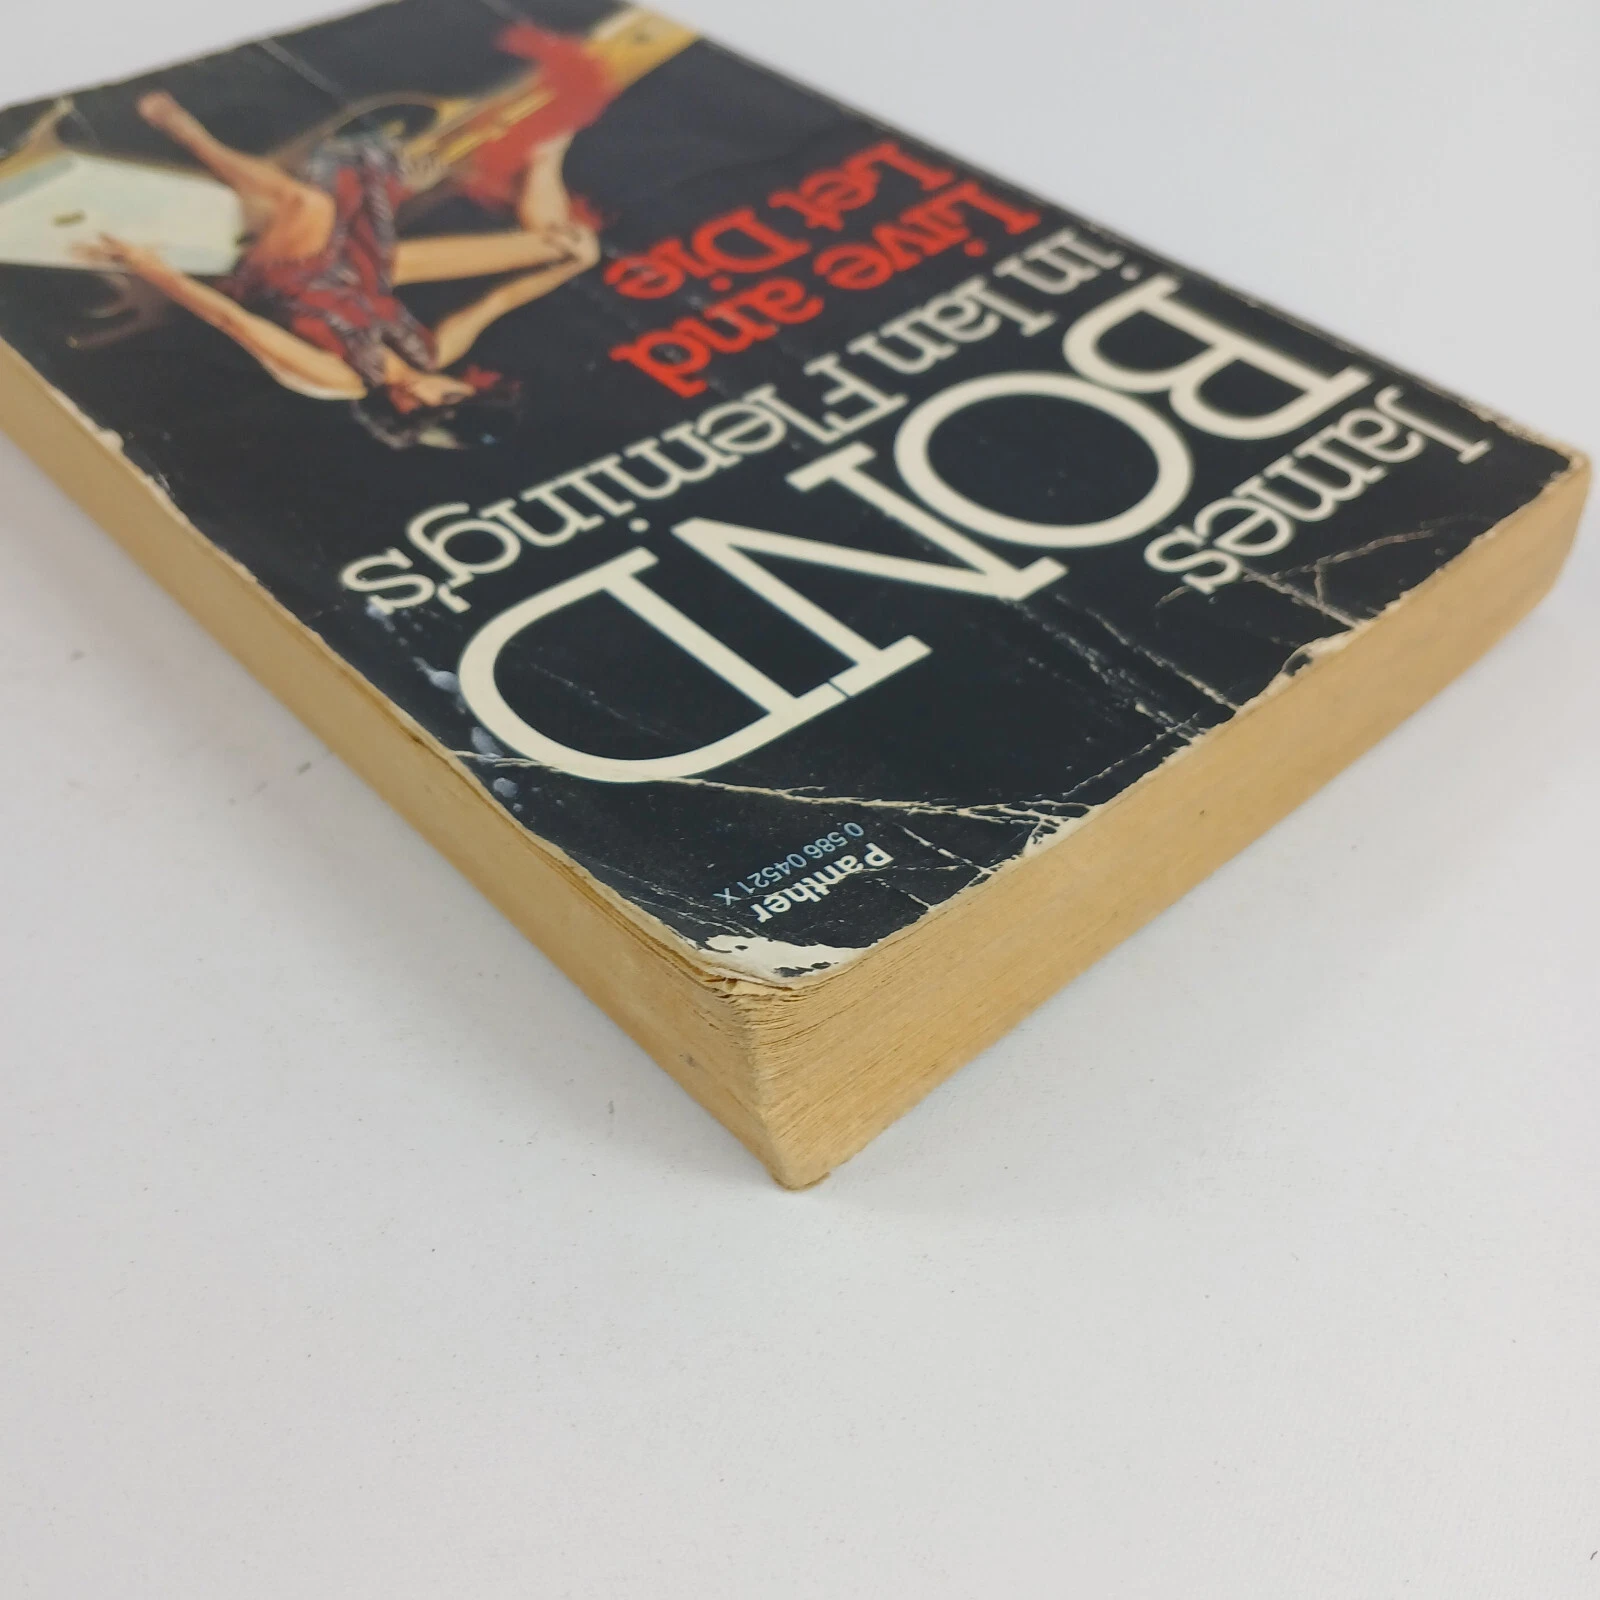 Panther
0 586 04521 X
James
BOND
in Ian Fleming's
Live and
Let Die